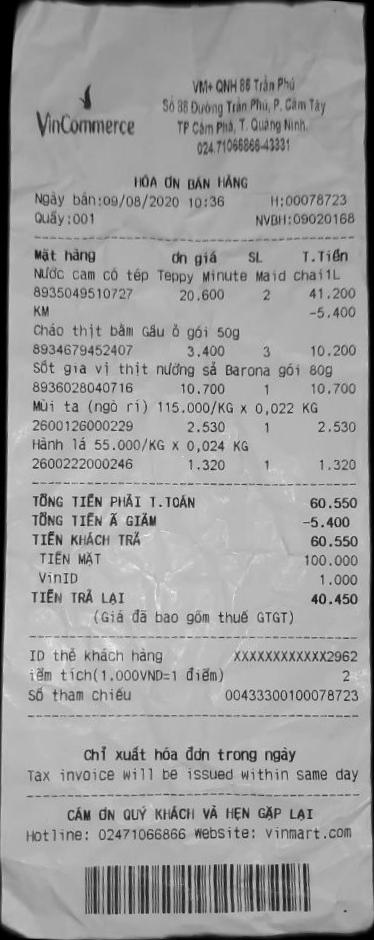 VinCommerce
VM+ QNH 86 Trần Phú
Số 86 Đường Trần Phú, P. Cẩm Tây
TP Cẩm Phả, T. Quảng Ninh.
024.71066866-43331
HÓA ƠN BÁN HÀNG
Ngày bán:09/08/2020 10:36 H:00078723
Quầy:001 NVBH:09020168
Mặt hàng ơn giá SL T.Tiền
Nước cam có tép Teppy Minute Maid chai1L
8935049510727 20.600 2 41.200
KM -5.400
Cháo thịt bằm Gấu ỏ gói 50g
8934679452407 3.400 3 10.200
Sốt gia vị thịt nướng sả Barona gói 80g
8936028040716 10.700 1 10.700
Mùi ta (ngò rí) 115.000/KG x 0,022 KG
2600126000229 2.530 1 2.530
Hành lá 55.000/KG x 0,024 KG
2600222000246 1.320 1 1.320
TỔNG TIỀN PHẢI T.TOÁN 60.550
TỔNG TIỀN Ã GIẢM -5.400
TIỀN KHÁCH TRẢ 60.550
TIỀN MẶT 100.000
VinID 1.000
TIỀN TRẢ LẠI 40.450
(Giá đã bao gồm thuế GTGT)
ID thẻ khách hàng XXXXXXXXXXXX2962
iểm tích(1.000VND=1 điểm) 2
Số tham chiếu 00433300100078723
Chỉ xuất hóa đơn trong ngày
Tax invoice will be issued within same day
CẢM ƠN QUÝ KHÁCH VÀ HẸN GẶP LẠI
Hotline: 02471066866 Website: vinmart.com